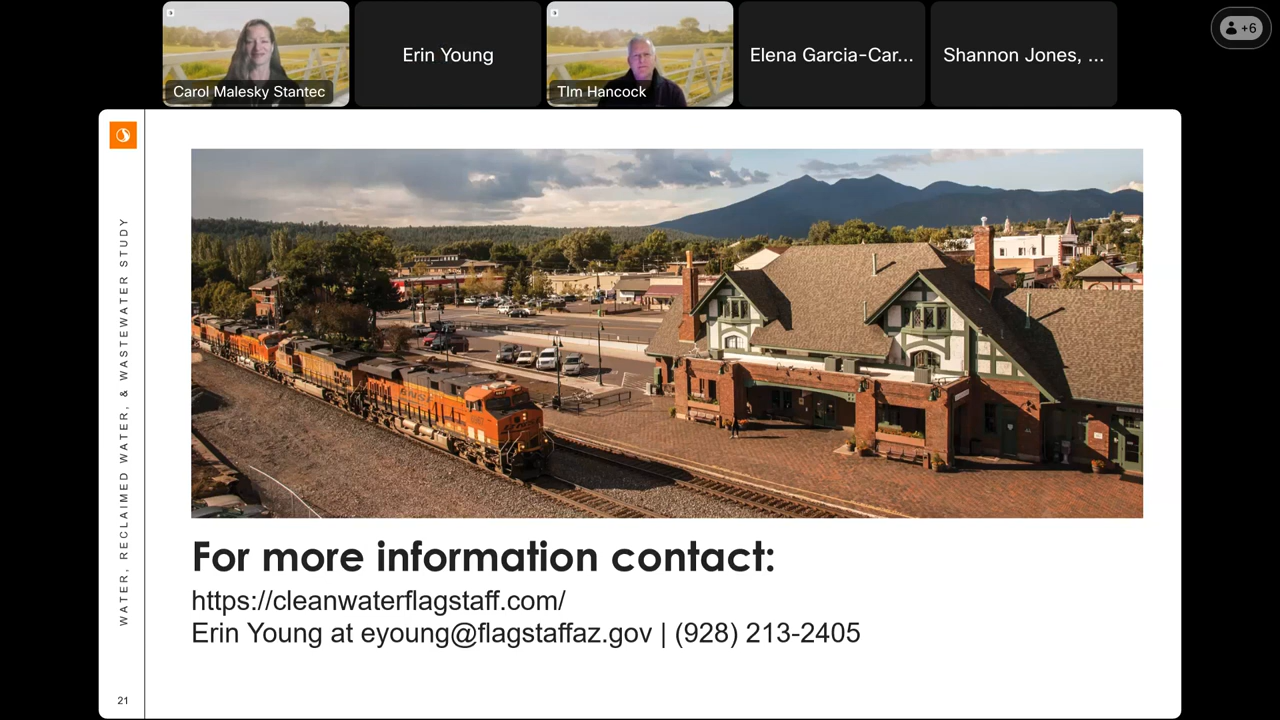 Carol Malesky Stantec
Erin Young
TIm Hancock
Elena Garcia-Car...
Shannon Jones, ...
+6
WATER, RECLAIMED WATER, & WASTEWATER STUDY
For more information contact:
https://cleanwaterflagstaff.com/
Erin Young at eyoung@flagstaffaz.gov | (928) 213-2405
21